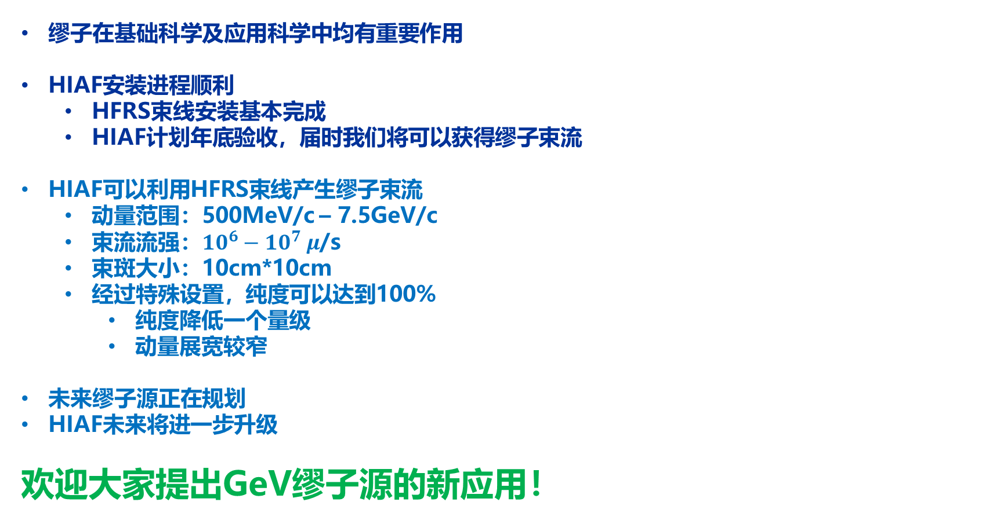 • 缪子在基础科学及应用科学中均有重要作用
• HIAF安装进程顺利
• HFRS束线安装基本完成
• HIAF计划年底验收，届时我们将可以获得缪子束流
• HIAF可以利用HFRS束线产生缪子束流
• 动量范围：500MeV/c – 7.5GeV/c
• 束流流强：10⁶ − 10⁷ μ/s
• 束斑大小：10cm*10cm
• 经过特殊设置，纯度可以达到100%
• 纯度降低一个量级
• 动量展宽较窄
• 未来缪子源正在规划
• HIAF未来将进一步升级
欢迎大家提出GeV缪子源的新应用！